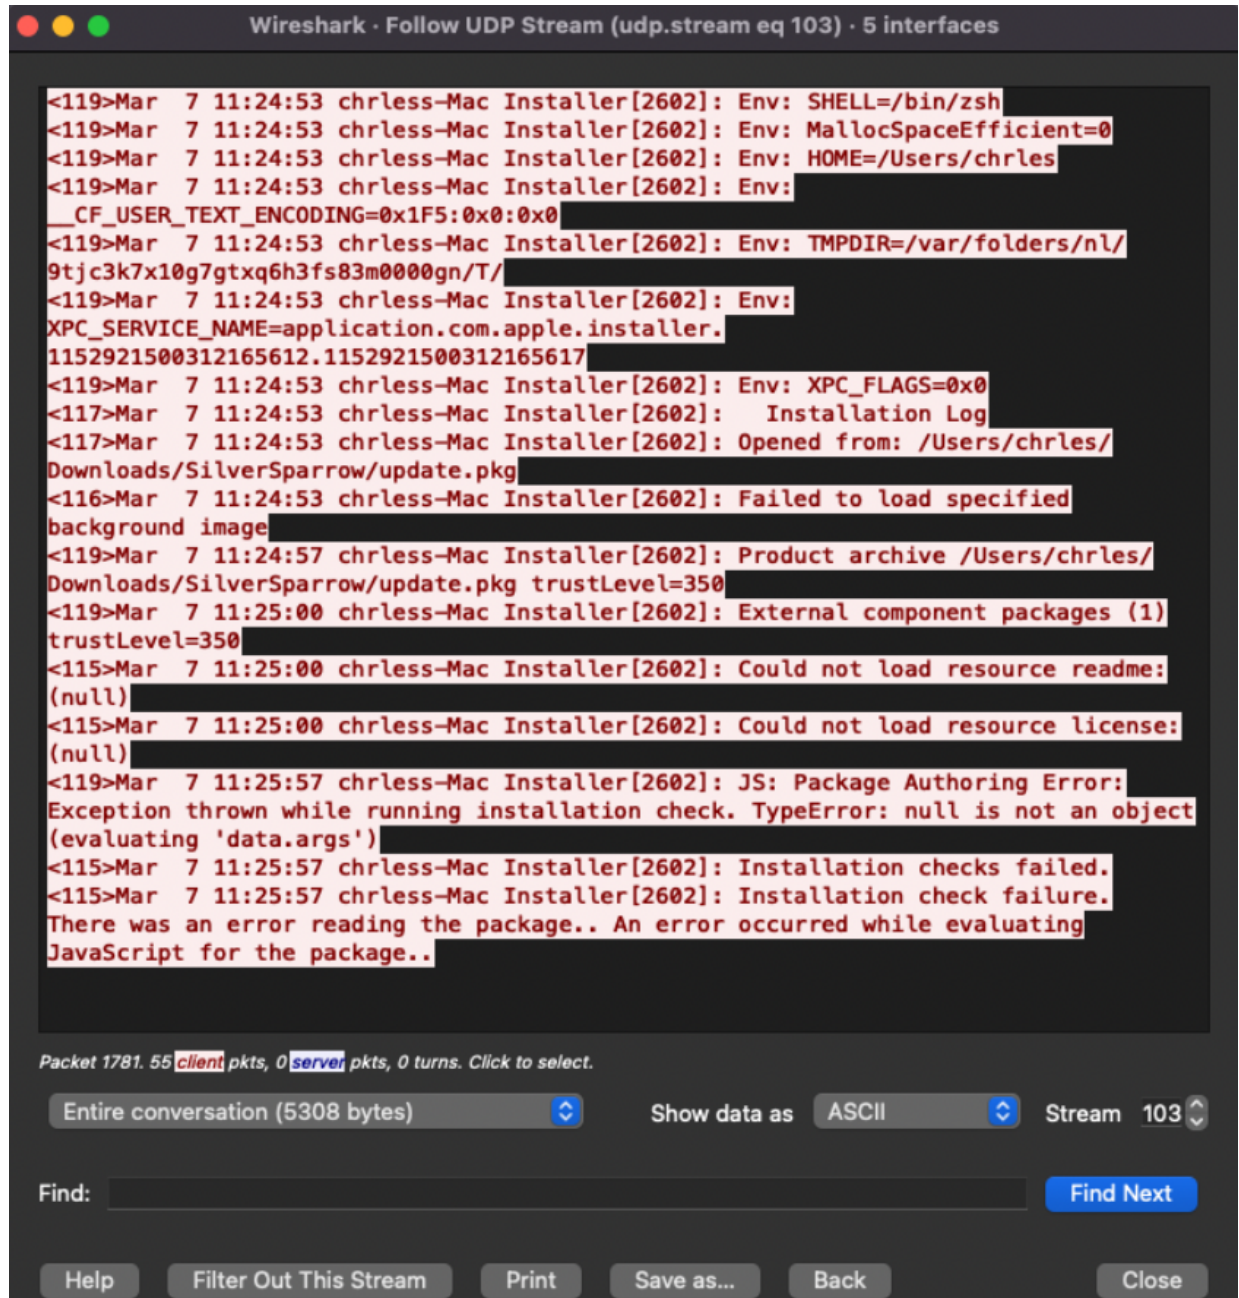 Wireshark · Follow UDP Stream (udp.stream eq 103) · 5 interfaces
<119>Mar  7 11:24:53 chrless-Mac Installer[2602]: Env: SHELL=/bin/zsh
<119>Mar  7 11:24:53 chrless-Mac Installer[2602]: Env: MallocSpaceEfficient=0
<119>Mar  7 11:24:53 chrless-Mac Installer[2602]: Env: HOME=/Users/chrles
<119>Mar  7 11:24:53 chrless-Mac Installer[2602]: Env:
__CF_USER_TEXT_ENCODING=0x1F5:0x0:0x0
<119>Mar  7 11:24:53 chrless-Mac Installer[2602]: Env: TMPDIR=/var/folders/nl/
9tjc3k7x10g7gtxq6h3fs83m0000gn/T/
<119>Mar  7 11:24:53 chrless-Mac Installer[2602]: Env:
XPC_SERVICE_NAME=application.com.apple.installer.
1152921500312165612.1152921500312165617
<119>Mar  7 11:24:53 chrless-Mac Installer[2602]: Env: XPC_FLAGS=0x0
<117>Mar  7 11:24:53 chrless-Mac Installer[2602]:   Installation Log
<117>Mar  7 11:24:53 chrless-Mac Installer[2602]: Opened from: /Users/chrles/
Downloads/SilverSparrow/update.pkg
<116>Mar  7 11:24:53 chrless-Mac Installer[2602]: Failed to load specified
background image
<119>Mar  7 11:24:57 chrless-Mac Installer[2602]: Product archive /Users/chrles/
Downloads/SilverSparrow/update.pkg trustLevel=350
<119>Mar  7 11:25:00 chrless-Mac Installer[2602]: External component packages (1)
trustLevel=350
<115>Mar  7 11:25:00 chrless-Mac Installer[2602]: Could not load resource readme:
(null)
<115>Mar  7 11:25:00 chrless-Mac Installer[2602]: Could not load resource license:
(null)
<119>Mar  7 11:25:57 chrless-Mac Installer[2602]: JS: Package Authoring Error:
Exception thrown while running installation check. TypeError: null is not an object
(evaluating 'data.args')
<115>Mar  7 11:25:57 chrless-Mac Installer[2602]: Installation checks failed.
<115>Mar  7 11:25:57 chrless-Mac Installer[2602]: Installation check failure.
There was an error reading the package.. An error occurred while evaluating
JavaScript for the package..
Packet 1781. 55 client pkts, 0 server pkts, 0 turns. Click to select.
Entire conversation (5308 bytes) Show data as ASCII Stream 103
Find: Find Next
Help Filter Out This Stream Print Save as... Back Close